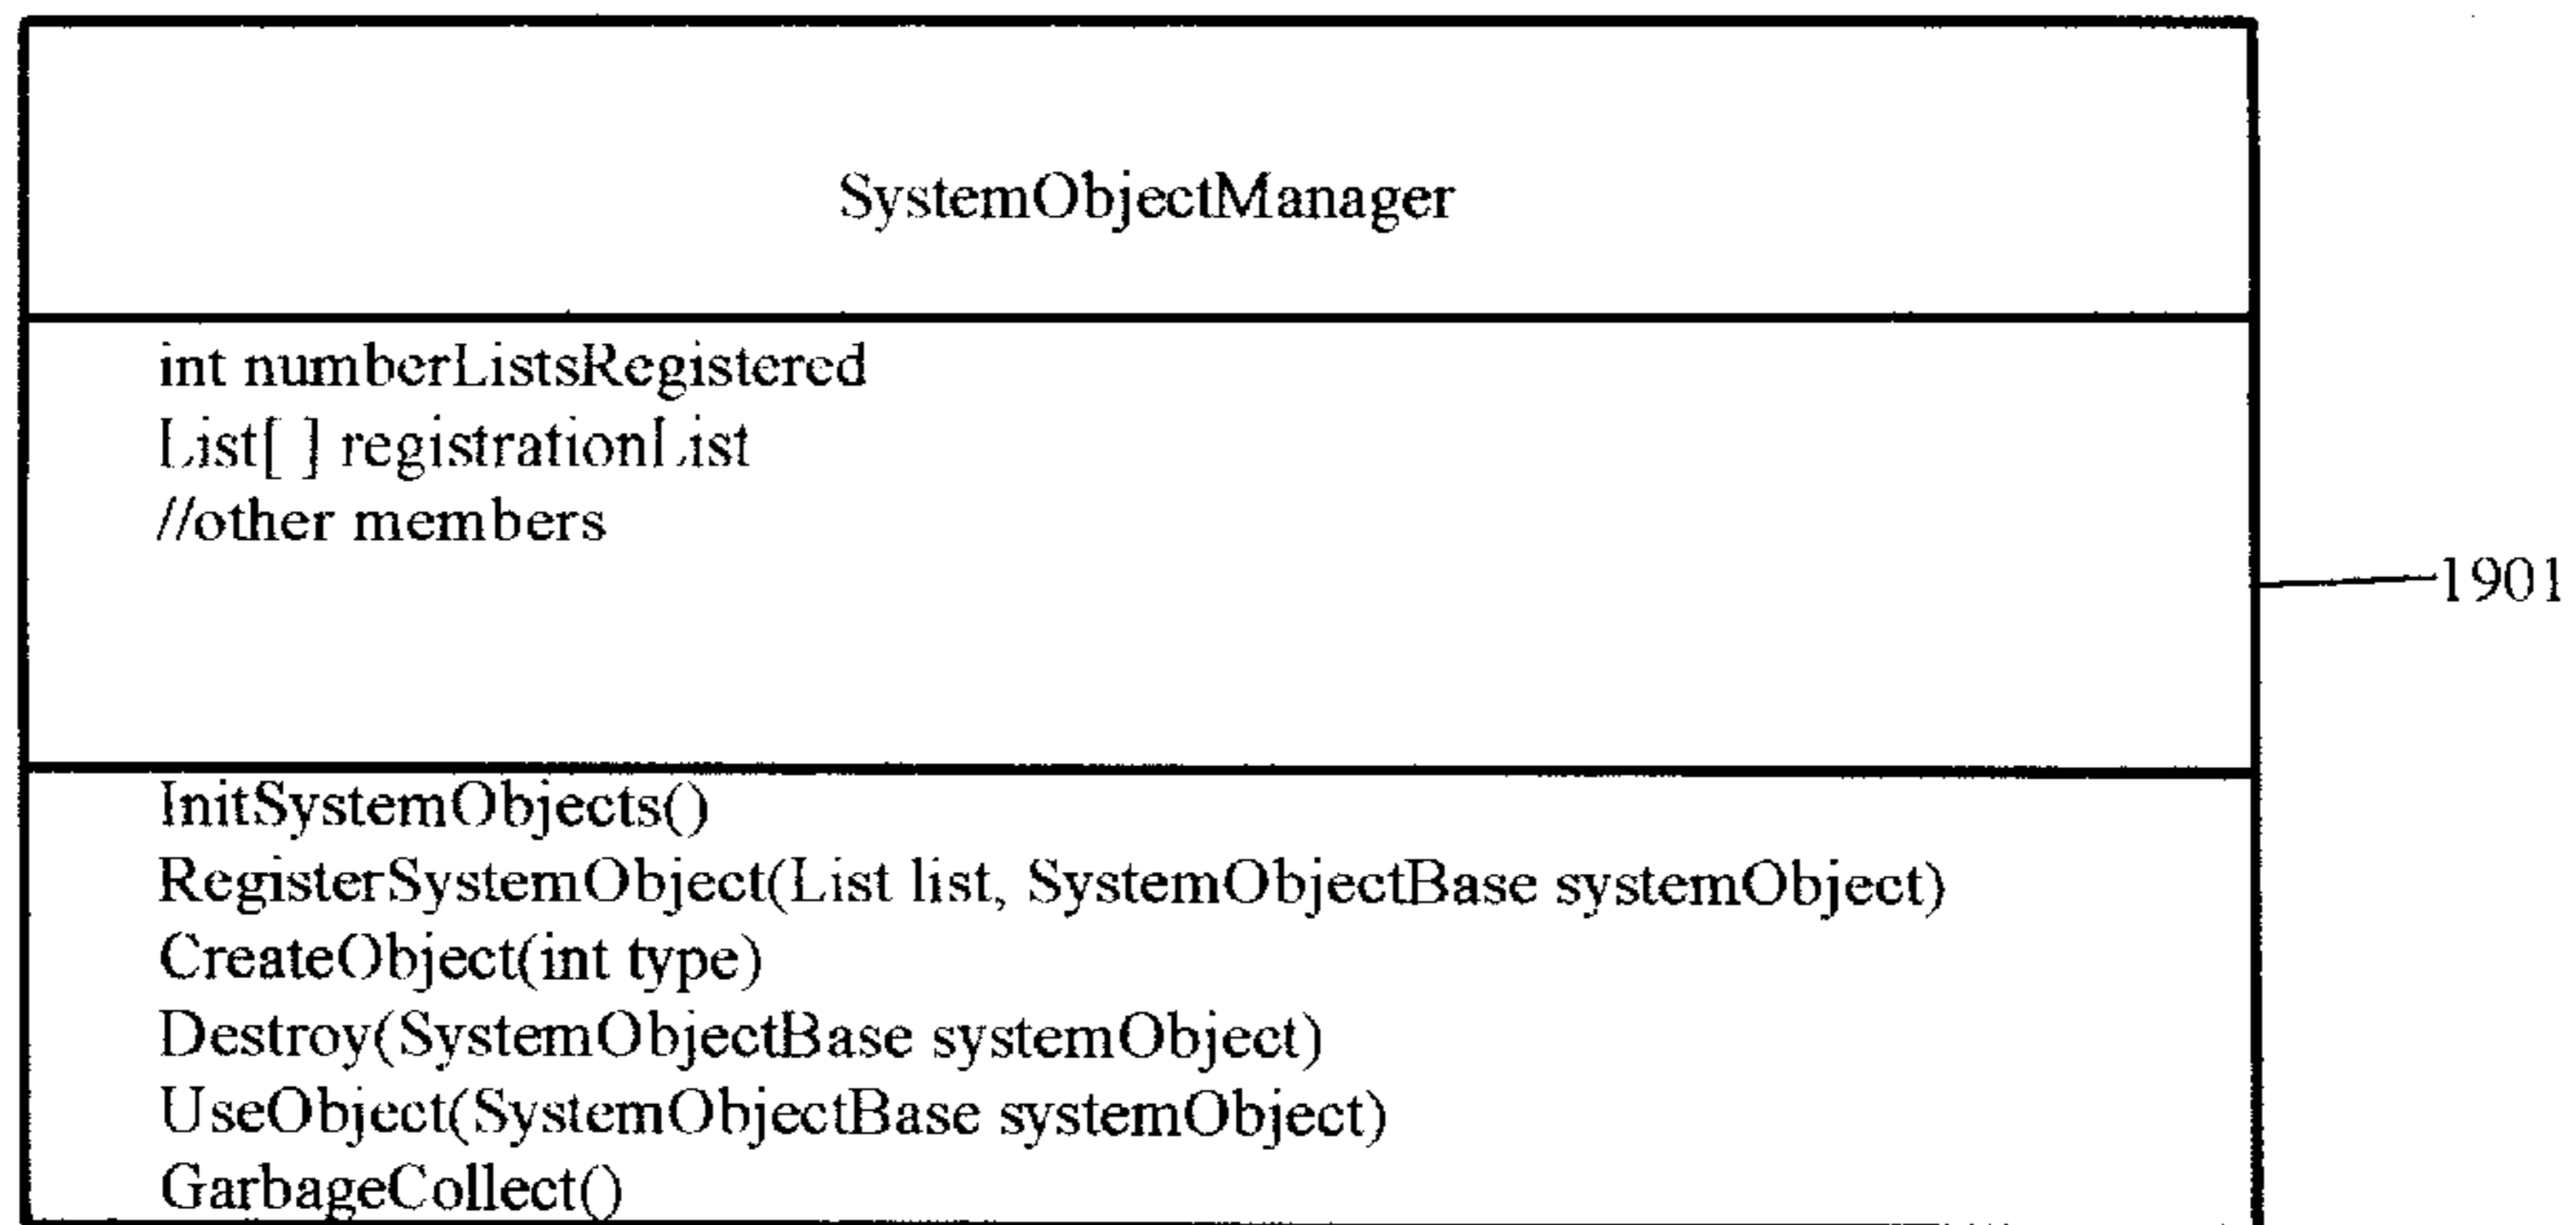 SystemObjectManager
int numberListsRegistered
List[ ] registrationList
//other members
1901
InitSystemObjects()
RegisterSystemObject(List list, SystemObjectBase systemObject)
CreateObject(int type)
Destroy(SystemObjectBase systemObject)
UseObject(SystemObjectBase systemObject)
GarbageCollect()